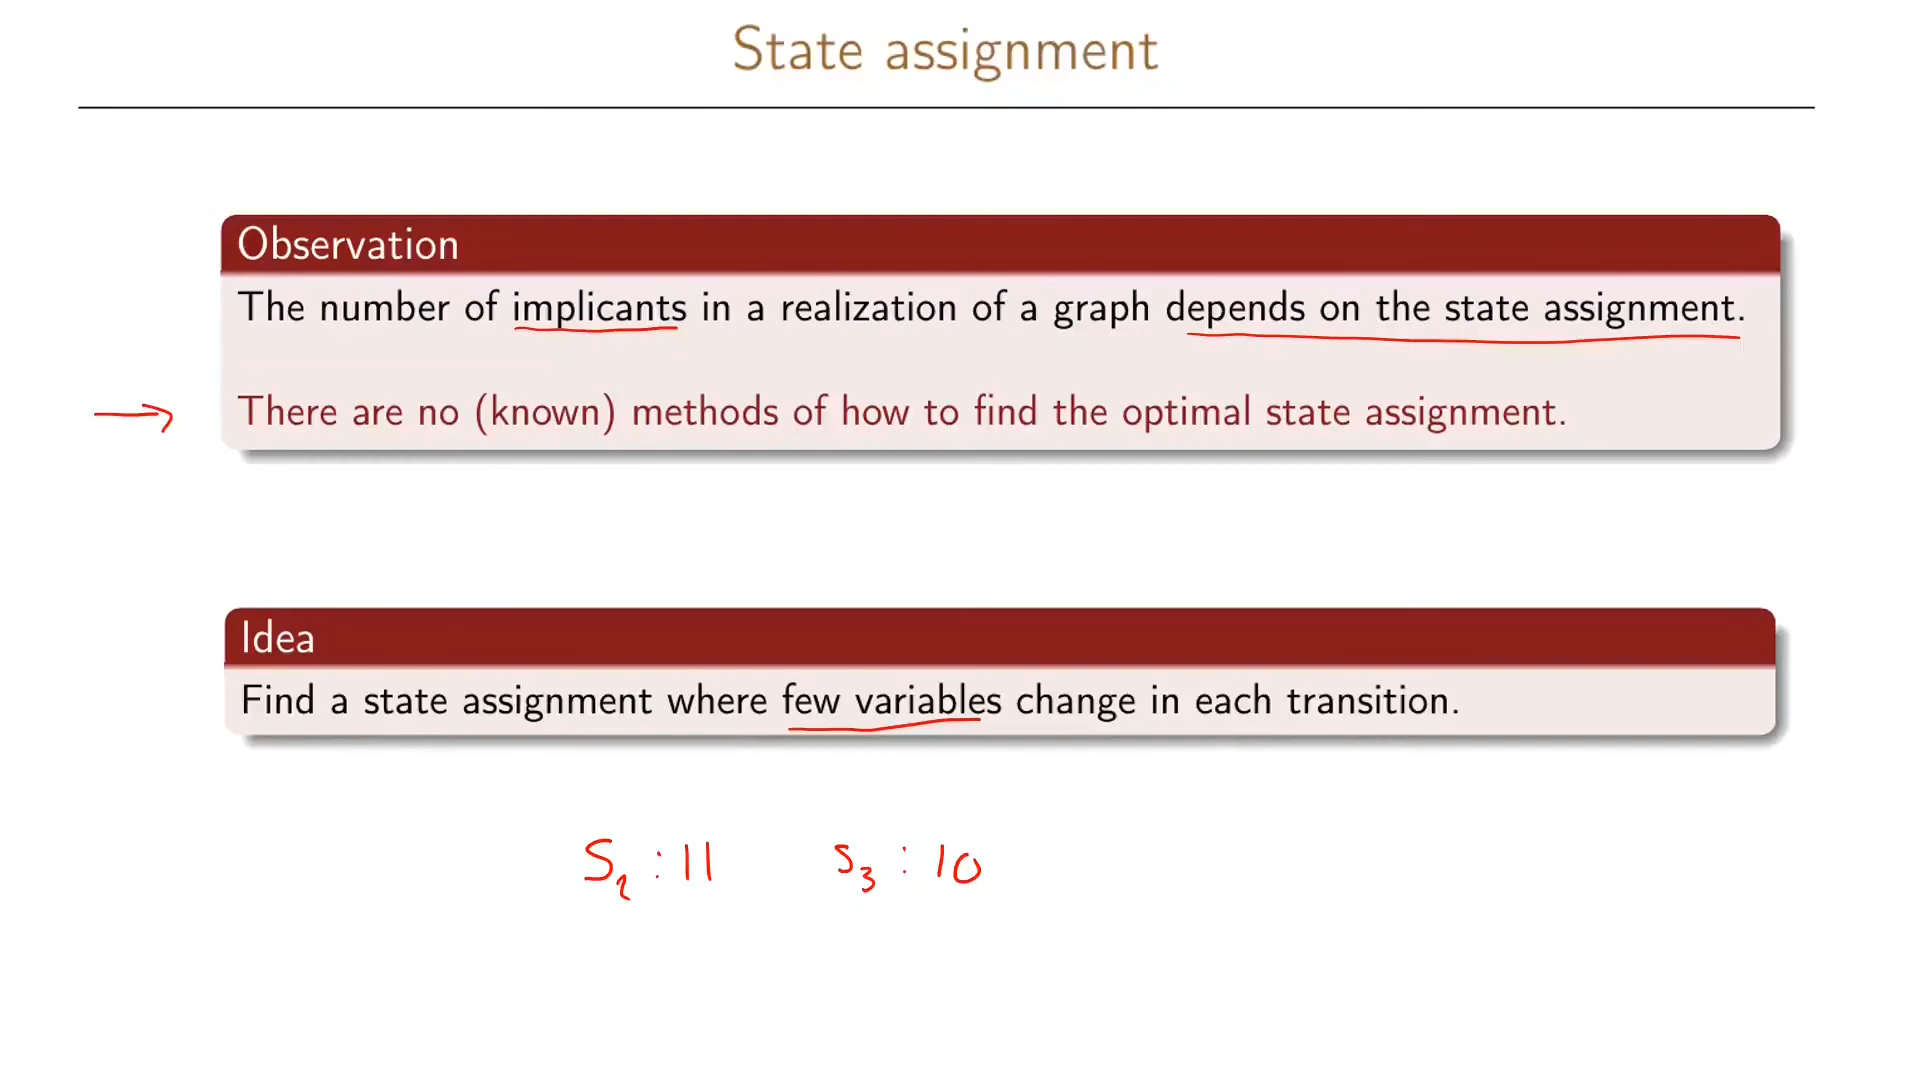 State assignment
Observation
The number of implicants in a realization of a graph depends on the state assignment.
There are no (known) methods of how to find the optimal state assignment.
Idea
Find a state assignment where few variables change in each transition.
S₂ : 11 S₃ : 10